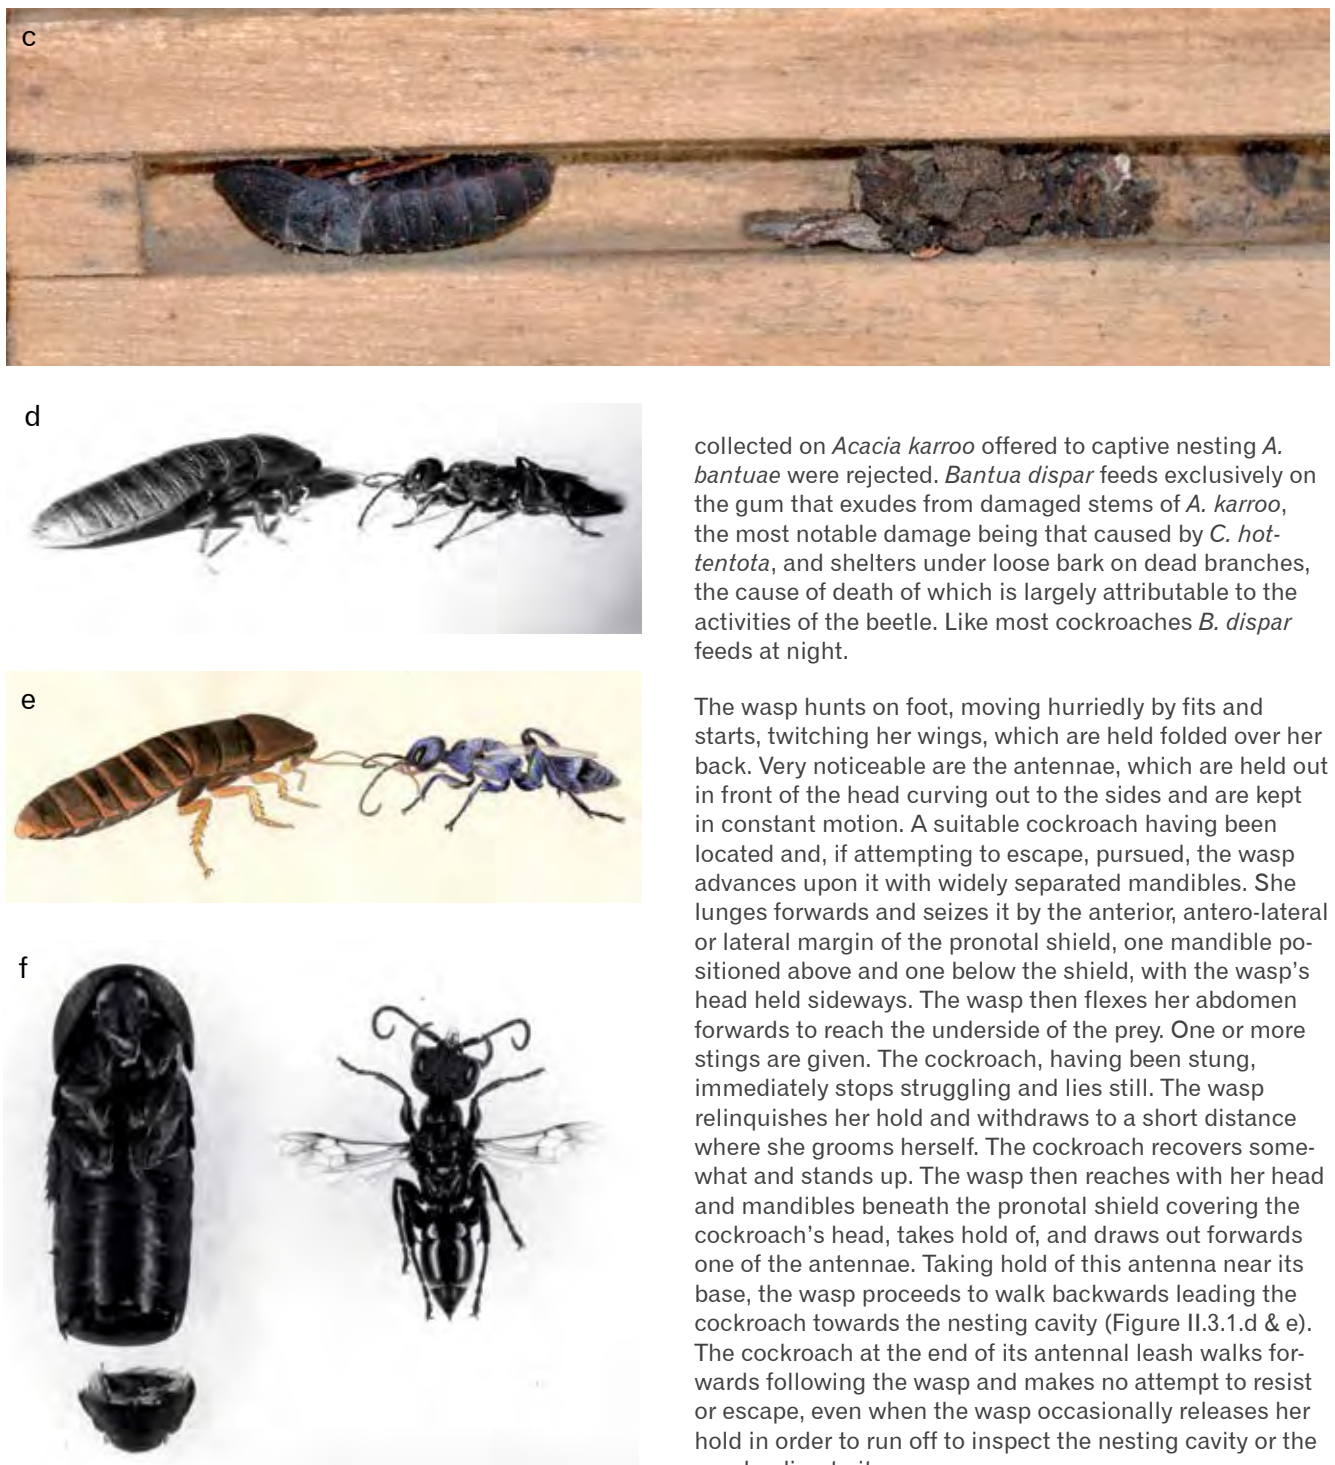 c
d
e
f
collected on Acacia karroo offered to captive nesting A.
bantuae were rejected. Bantua dispar feeds exclusively on
the gum that exudes from damaged stems of A. karroo,
the most notable damage being that caused by C. hot-
tentota, and shelters under loose bark on dead branches,
the cause of death of which is largely attributable to the
activities of the beetle. Like most cockroaches B. dispar
feeds at night.
The wasp hunts on foot, moving hurriedly by fits and
starts, twitching her wings, which are held folded over her
back. Very noticeable are the antennae, which are held out
in front of the head curving out to the sides and are kept
in constant motion. A suitable cockroach having been
located and, if attempting to escape, pursued, the wasp
advances upon it with widely separated mandibles. She
lunges forwards and seizes it by the anterior, antero-lateral
or lateral margin of the pronotal shield, one mandible po-
sitioned above and one below the shield, with the wasp's
head held sideways. The wasp then flexes her abdomen
forwards to reach the underside of the prey. One or more
stings are given. The cockroach, having been stung,
immediately stops struggling and lies still. The wasp
relinquishes her hold and withdraws to a short distance
where she grooms herself. The cockroach recovers some-
what and stands up. The wasp then reaches with her head
and mandibles beneath the pronotal shield covering the
cockroach's head, takes hold of, and draws out forwards
one of the antennae. Taking hold of this antenna near its
base, the wasp proceeds to walk backwards leading the
cockroach towards the nesting cavity (Figure II.3.1.d & e).
The cockroach at the end of its antennal leash walks for-
wards following the wasp and makes no attempt to resist
or escape, even when the wasp occasionally releases her
hold in order to run off to inspect the nesting cavity or the